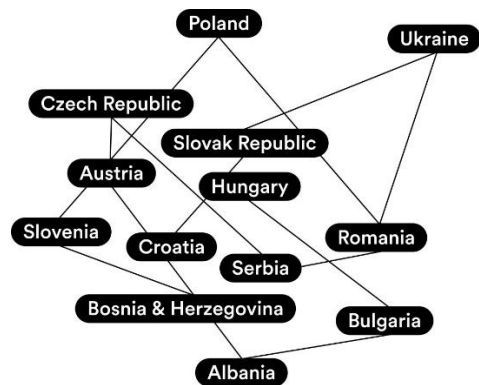 Poland
Ukraine
Czech Republic
Slovak Republic
Austria
Hungary
Slovenia
Croatia
Romania
Serbia
Bosnia & Herzegovina
Bulgaria
Albania